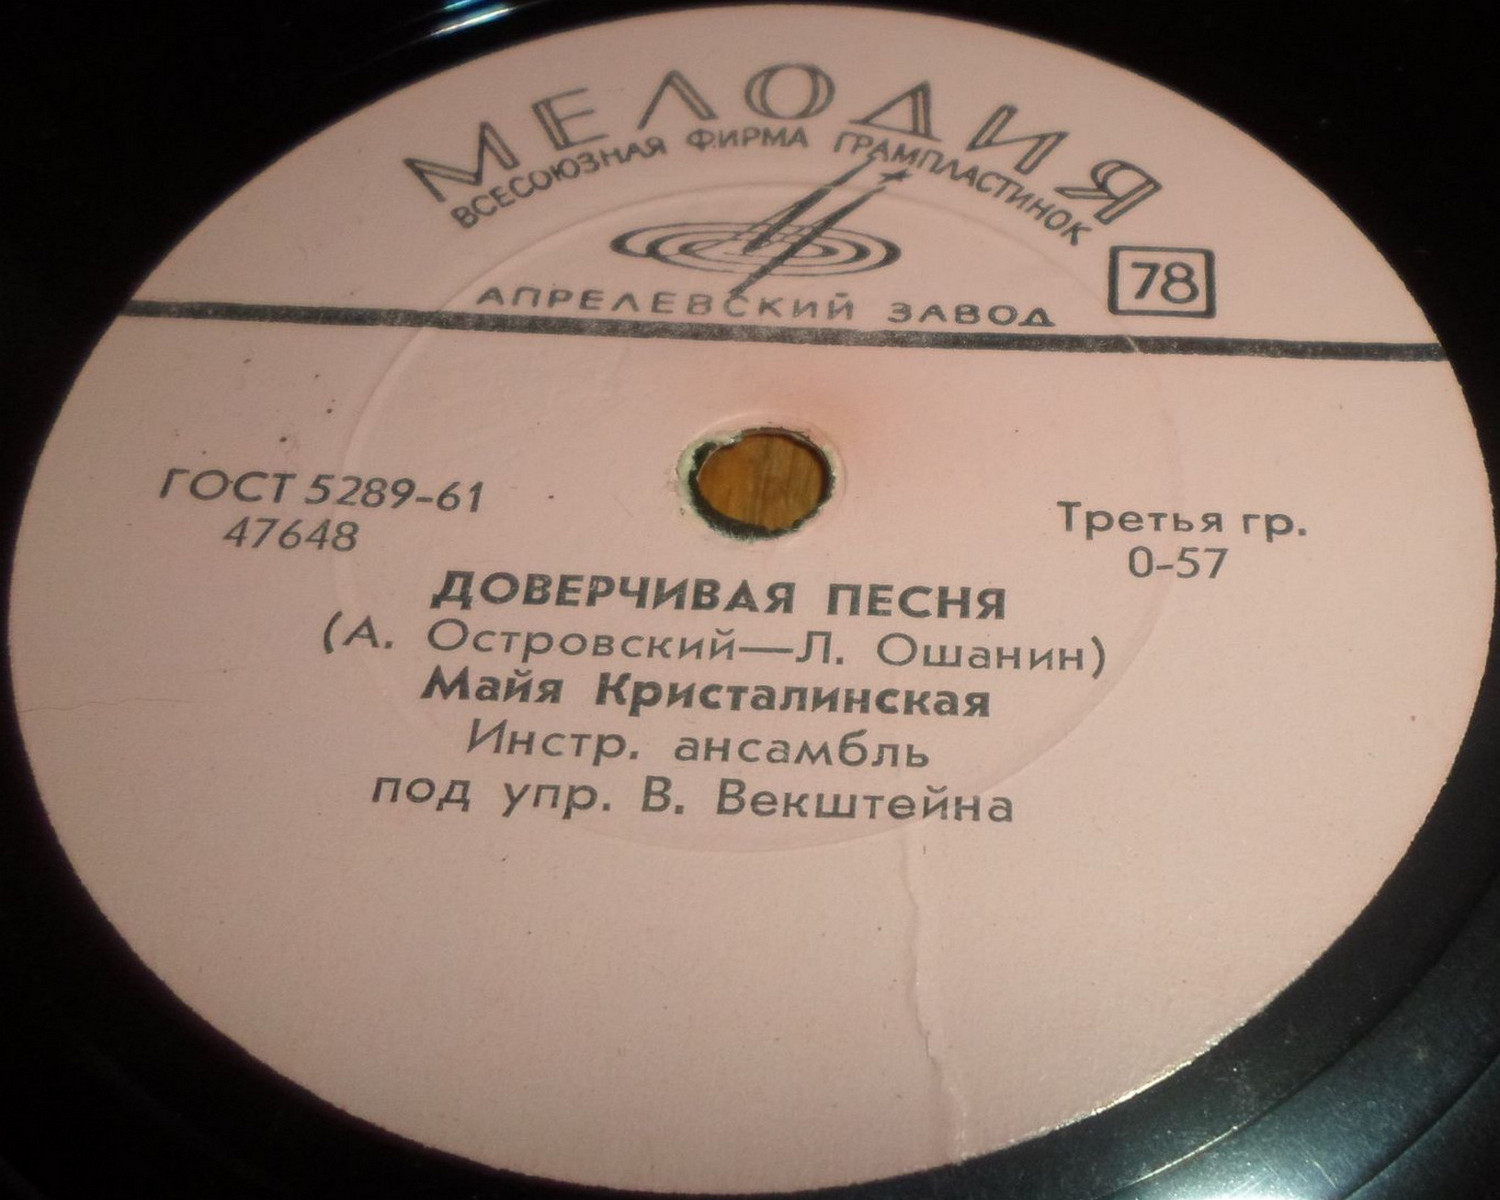 МЕЛОДИЯ
ВСЕСОЮЗНАЯ ФИРМА ГРАМПЛАСТИНОК
78
АПРЕЛЕВСКИЙ ЗАВОД
ГОСТ 5289-61
47648
Третья гр.
0-57
ДОВЕРЧИВАЯ ПЕСНЯ
(А. Островский—Л. Ошанин)
Майя Кристалинская
Инстр. ансамбль
под упр. В. Векштейна